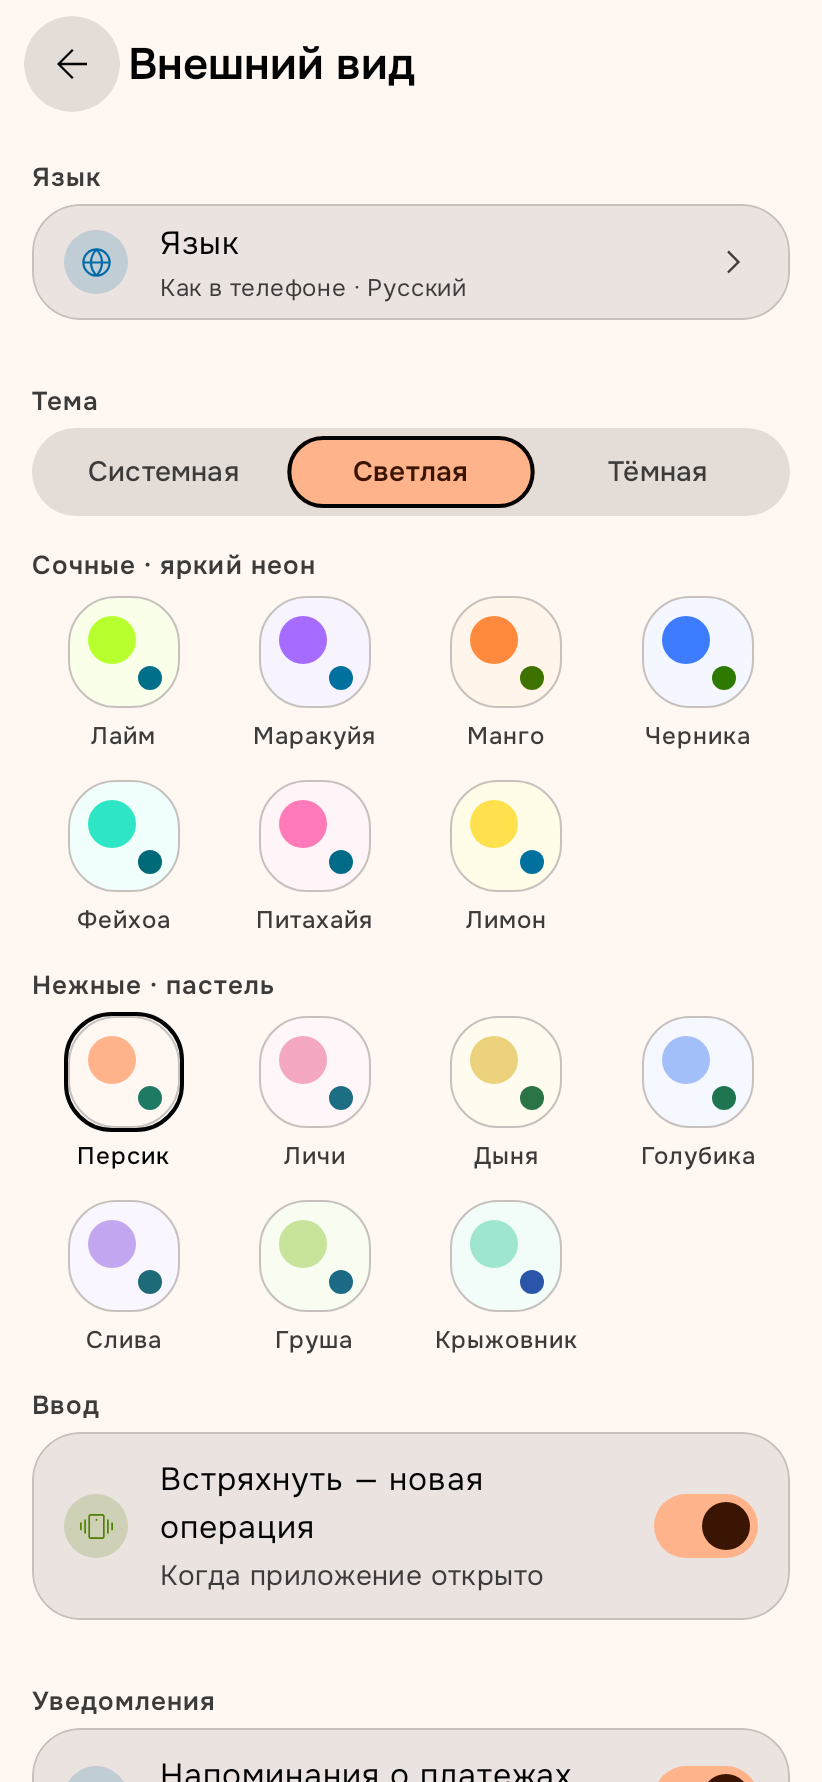 Внешний вид
Язык
Язык
Как в телефоне · Русский
Тема
Системная Светлая Тёмная
Сочные · яркий неон
Лайм Маракуйя Манго Черника
Фейхоа Питахайя Лимон
Нежные · пастель
Персик Личи Дыня Голубика
Слива Груша Крыжовник
Ввод
Встряхнуть — новая
операция
Когда приложение открыто
Уведомления
Напоминания о платежах